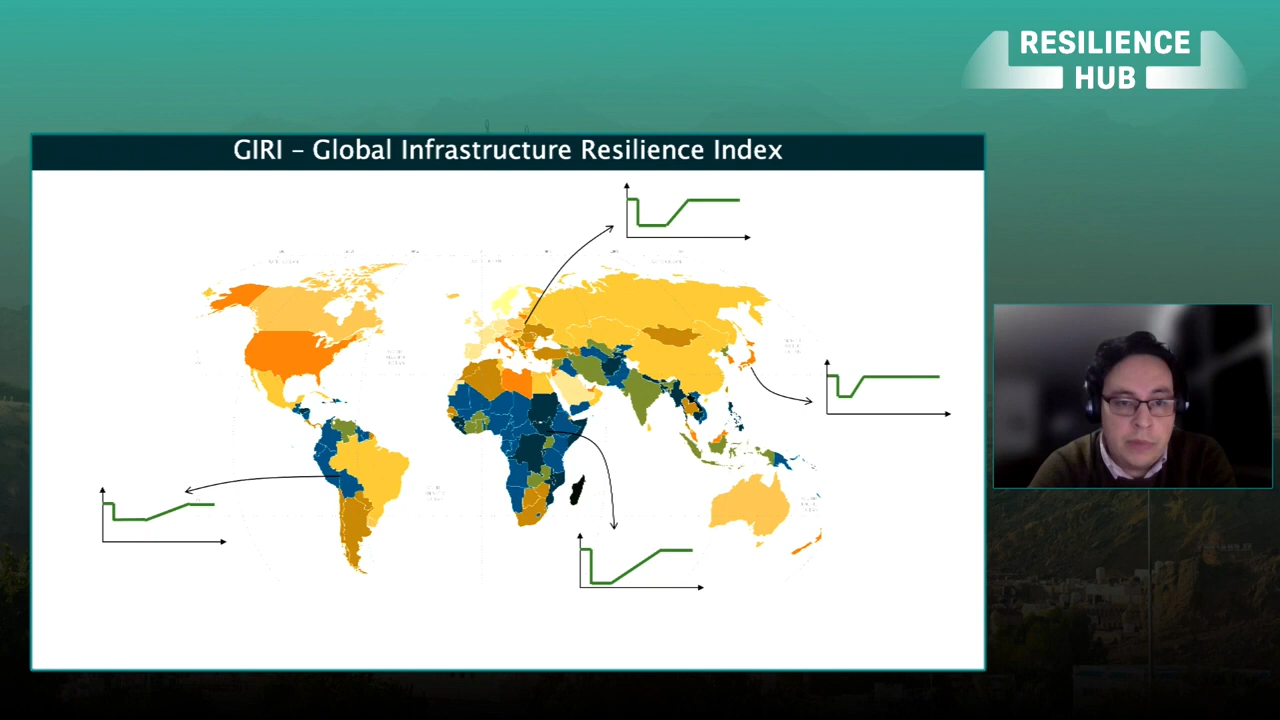 RESILIENCE
HUB
GIRI – Global Infrastructure Resilience Index